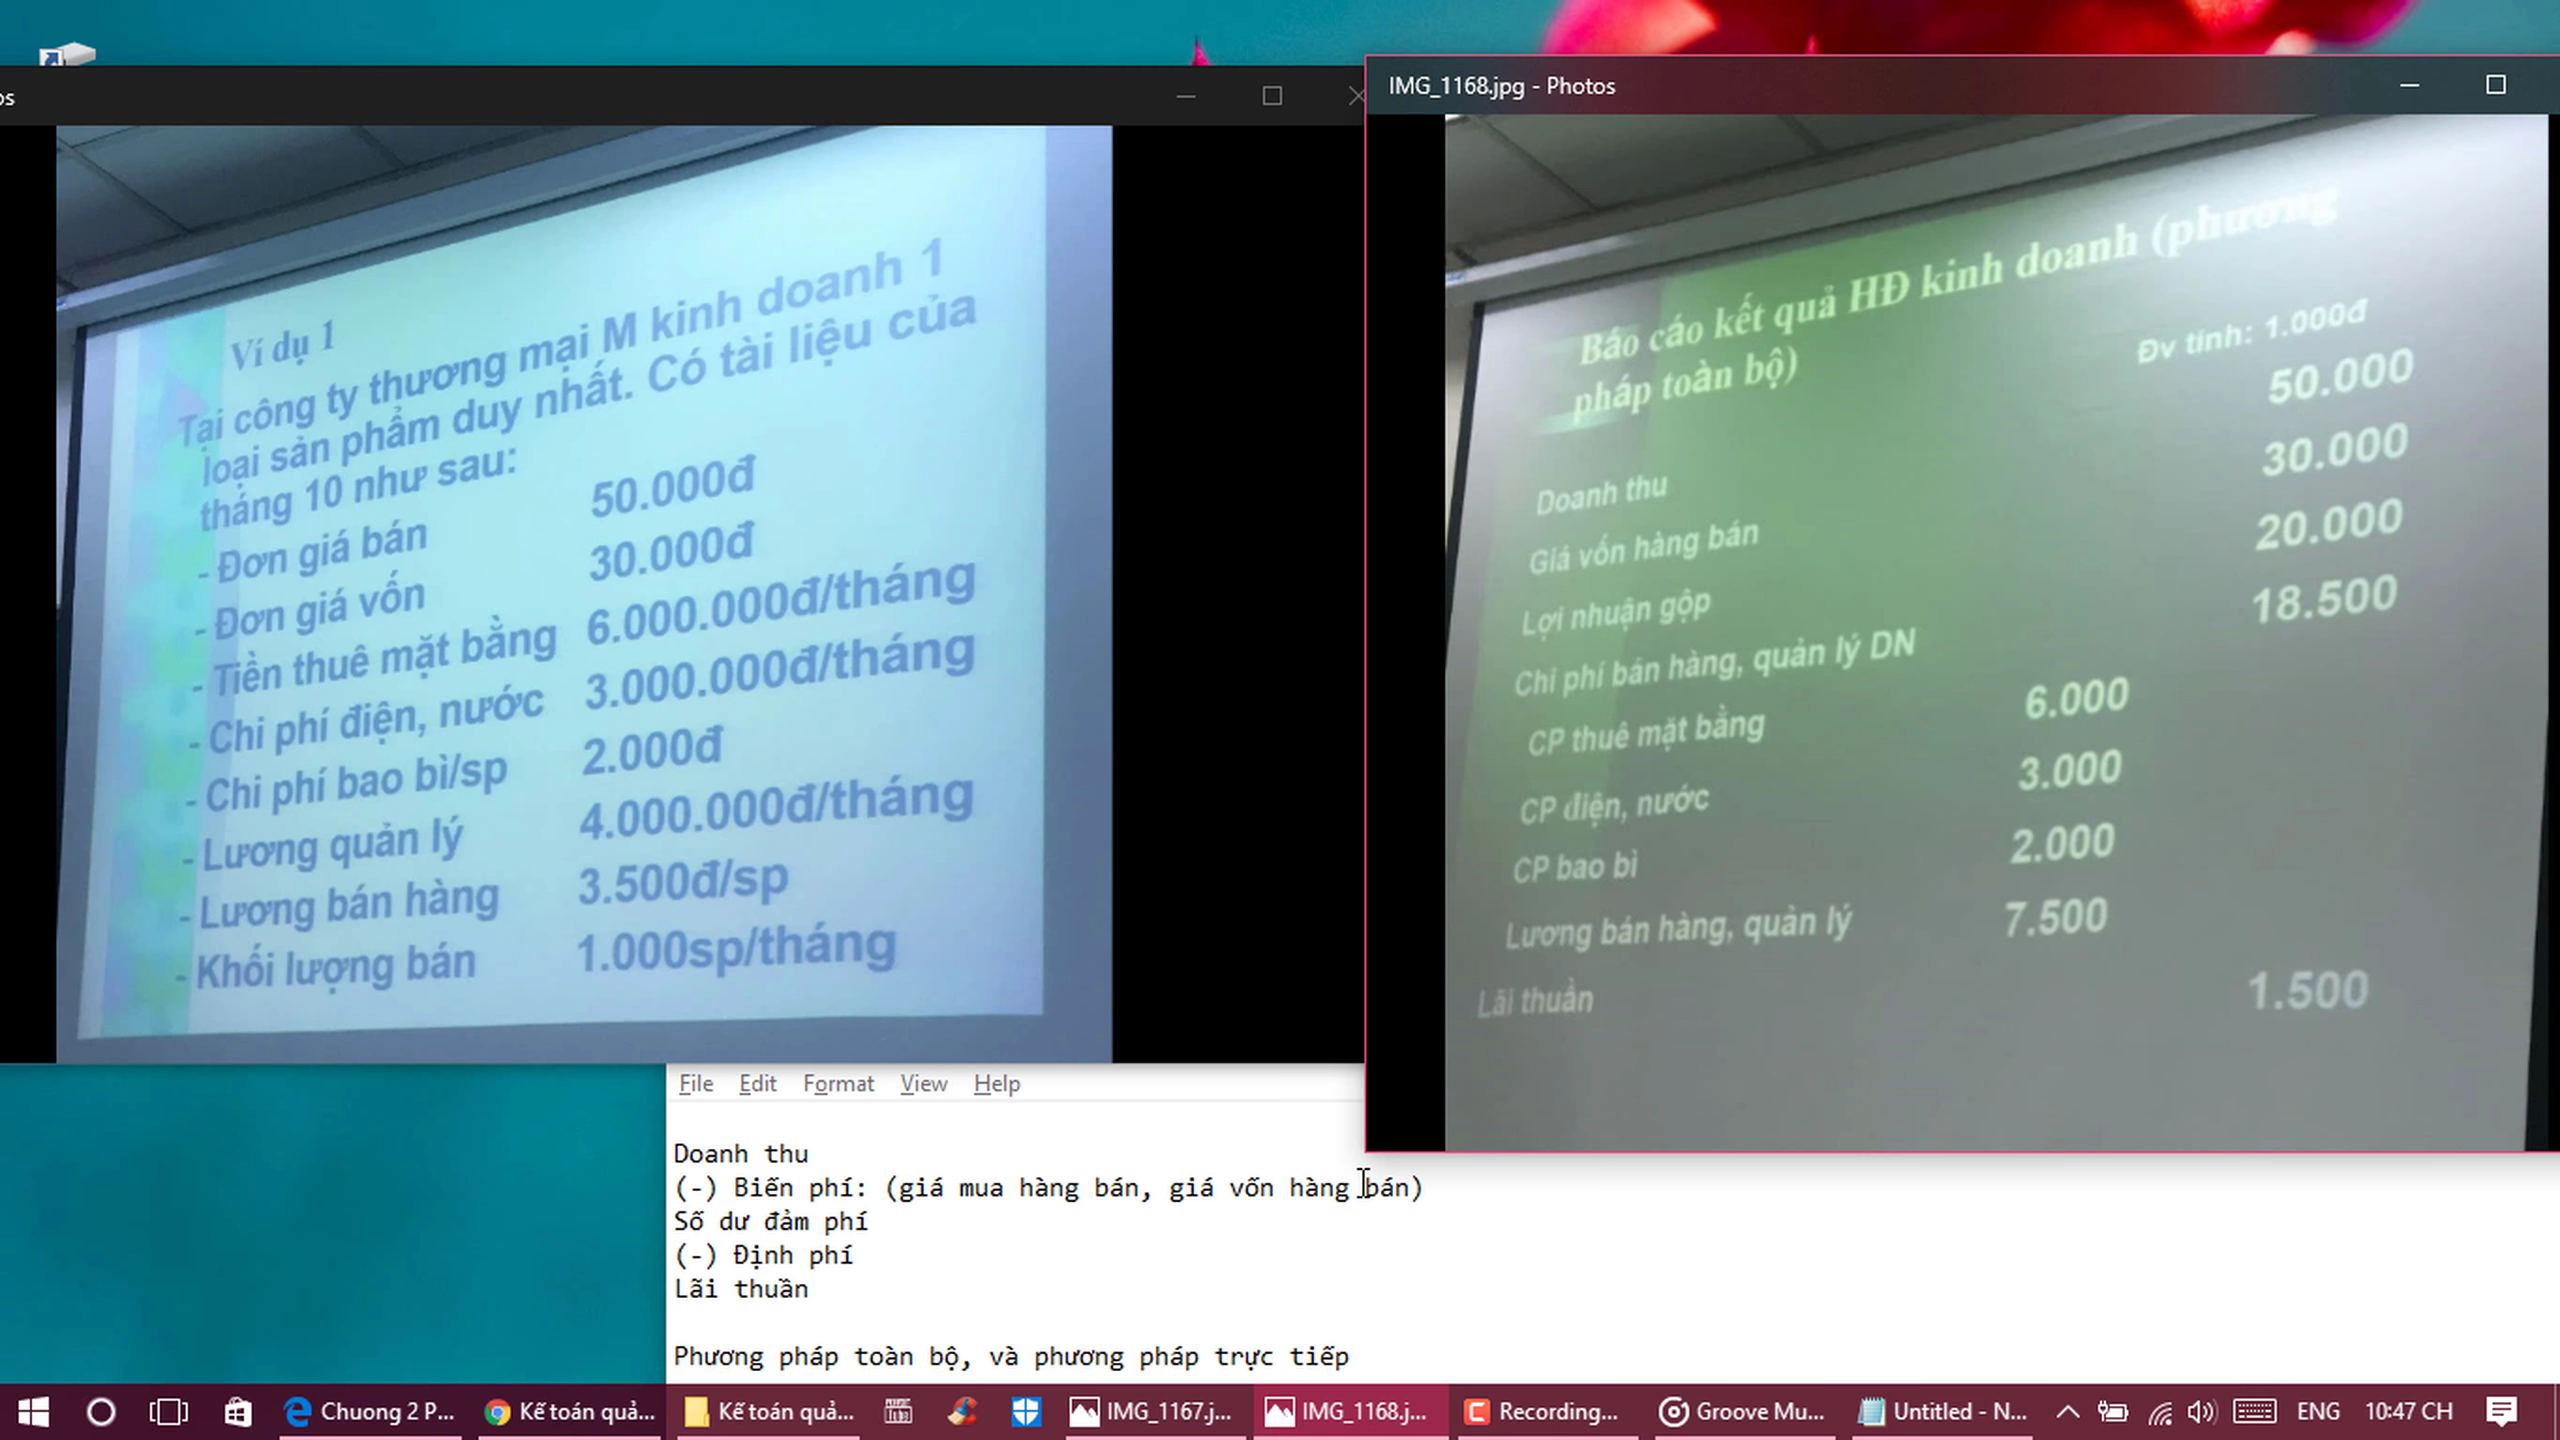 os
Ví dụ 1
Tại công ty thương mại M kinh doanh 1
loại sản phẩm duy nhất. Có tài liệu của
tháng 10 như sau:
- Đơn giá bán 50.000đ
- Đơn giá vốn 30.000đ
- Tiền thuê mặt bằng 6.000.000đ/tháng
- Chi phí điện, nước 3.000.000đ/tháng
- Chi phí bao bì/sp 2.000đ
- Lương quản lý 4.000.000đ/tháng
- Lương bán hàng 3.500đ/sp
- Khối lượng bán 1.000sp/tháng
IMG_1168.jpg - Photos
Báo cáo kết quả HĐ kinh doanh (phương
pháp toàn bộ)
Đv tính: 1.000đ
Doanh thu 50.000
Giá vốn hàng bán 30.000
Lợi nhuận gộp 20.000
Chi phí bán hàng, quản lý DN 18.500
CP thuê mặt bằng 6.000
CP điện, nước 3.000
CP bao bì 2.000
Lương bán hàng, quản lý 7.500
Lãi thuần 1.500
File Edit Format View Help
Doanh thu
(-) Biến phí: (giá mua hàng bán, giá vốn hàng bán)
Số dư đảm phí
(-) Định phí
Lãi thuần
Phương pháp toàn bộ, và phương pháp trực tiếp
Chuong 2 P... Kế toán quả... Kế toán quả... IMG_1167.j... IMG_1168.j... Recording... Groove Mu... Untitled - N... ENG 10:47 CH